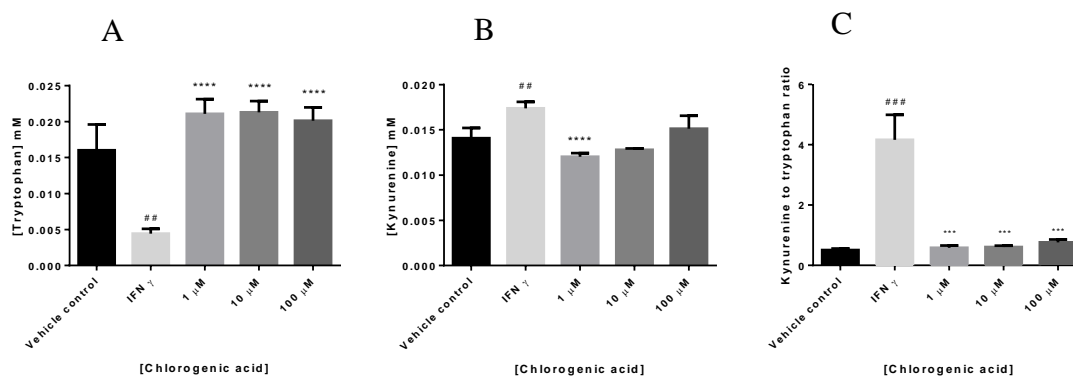 A
[Tryptophan] mM
0.025
0.020
0.015
0.010
0.005
0.000
##
****
****
****
Vehicle control
IFN γ
1 μM
10 μM
100 μM
[Chlorogenic acid]
B
[Kynurenine] mM
0.020
0.015
0.010
0.005
0.000
##
****
Vehicle control
IFN γ
1 μM
10 μM
100 μM
[Chlorogenic acid]
C
Kynurenine to tryptophan ratio
6
4
2
0
###
***
***
***
Vehicle control
IFN γ
1 μM
10 μM
100 μM
[Chlorogenic acid]